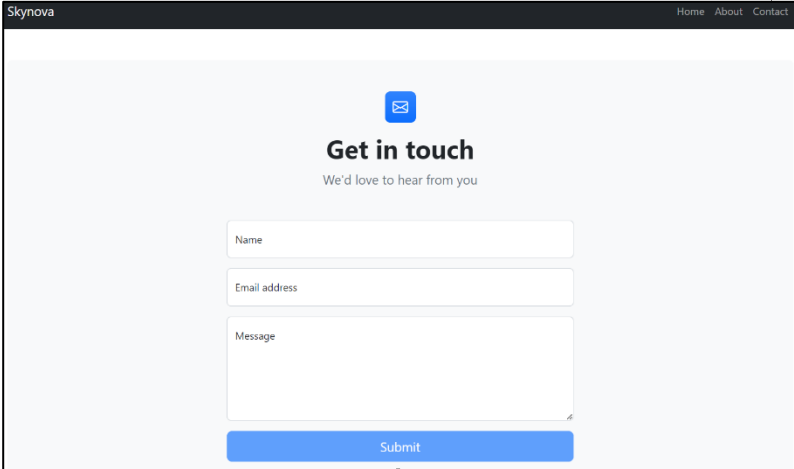 Skynova
Home About Contact
Get in touch
We'd love to hear from you
Name
Email address
Message
Submit